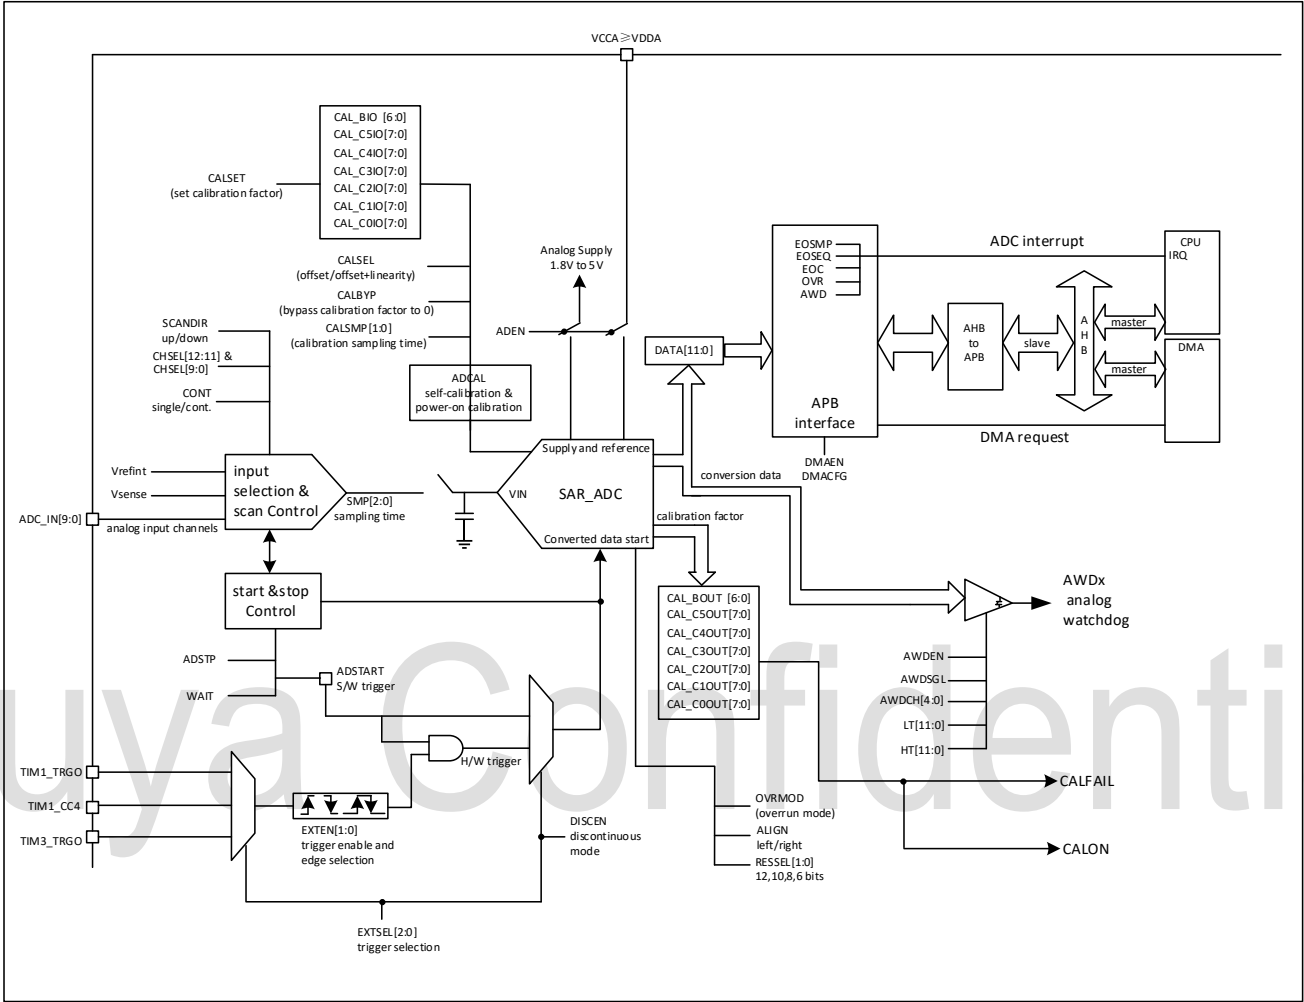 VCCA≥VDDA
CAL_BIO [6:0]
CAL_C5IO[7:0]
CAL_C4IO[7:0]
CAL_C3IO[7:0]
CAL_C2IO[7:0]
CAL_C1IO[7:0]
CAL_C0IO[7:0]
CALSET
(set calibration factor)
CALSEL
(offset/offset+linearity)
CALBYP
(bypass calibration factor to 0)
CALSMP[1:0]
(calibration sampling time)
Analog Supply
1.8V to 5V
ADEN
SCANDIR
up/down
CHSEL[12:11] &
CHSEL[9:0]
CONT
single/cont.
ADCAL
self-calibration &
power-on calibration
DATA[11:0]
EOSMP
EOSEQ
EOC
OVR
AWD
APB
interface
ADC interrupt
CPU
IRQ
AHB
to
APB
slave
A
H
B
master
DMA
master
DMA request
DMAEN
DMACFG
Vrefint
Vsense
ADC_IN[9:0]
analog input channels
input
selection &
scan Control
SMP[2:0]
sampling time
Supply and reference
VIN
SAR_ADC
Converted data start
conversion data
calibration factor
start &stop
Control
ADSTP
WAIT
ADSTART
S/W trigger
CAL_BOUT [6:0]
CAL_C5OUT[7:0]
CAL_C4OUT[7:0]
CAL_C3OUT[7:0]
CAL_C2OUT[7:0]
CAL_C1OUT[7:0]
CAL_C0OUT[7:0]
AWDx
analog
watchdog
AWDEN
AWDSGL
AWDCH[4:0]
LT[11:0]
HT[11:0]
H/W trigger
TIM1_TRGO
TIM1_CC4
TIM3_TRGO
EXTEN[1:0]
trigger enable and
edge selection
DISCEN
discontinuous
mode
OVRMOD
(overrun mode)
ALIGN
left/right
RESSEL[1:0]
12,10,8,6 bits
CALFAIL
CALON
EXTSEL[2:0]
trigger selection
uya Confidenti